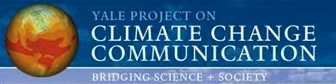 YALE PROJECT ON
CLIMATE CHANGE
COMMUNICATION
BRIDGING SCIENCE + SOCIETY